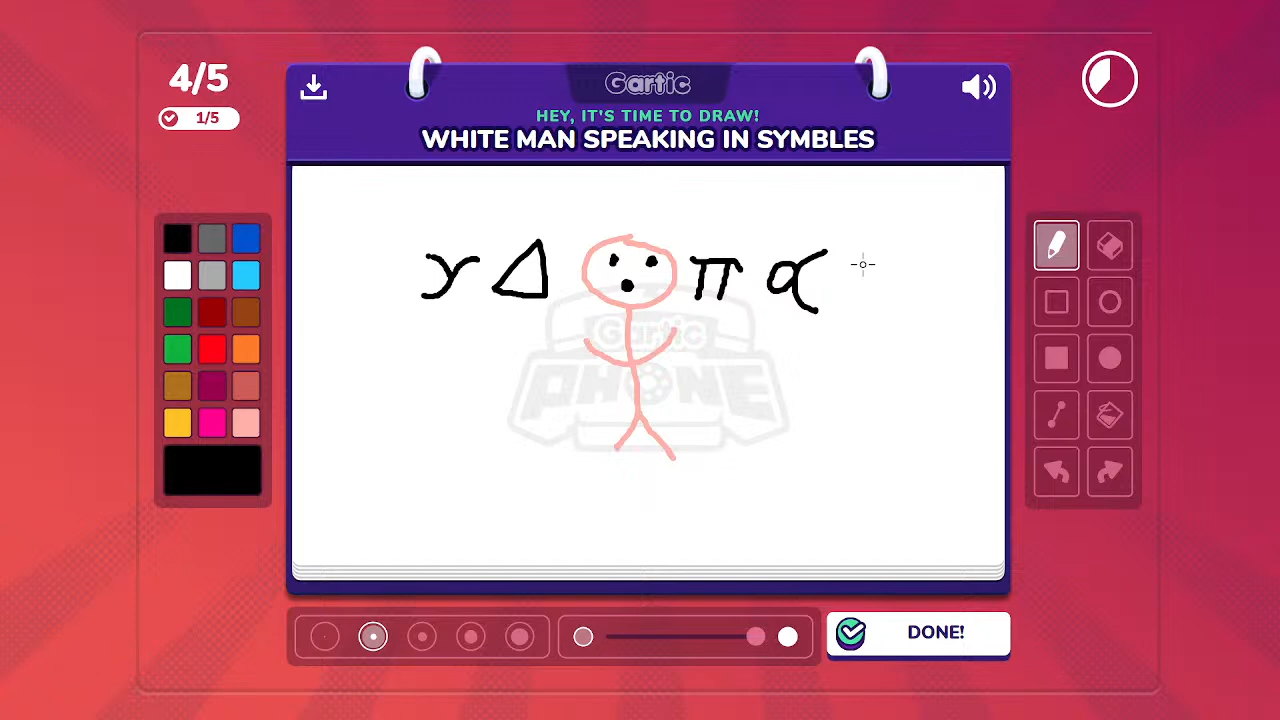 4/5
1/5
Gartic
HEY, IT'S TIME TO DRAW!
WHITE MAN SPEAKING IN SYMBLES
γ Δ π α
Gartic
PHONE
DONE!